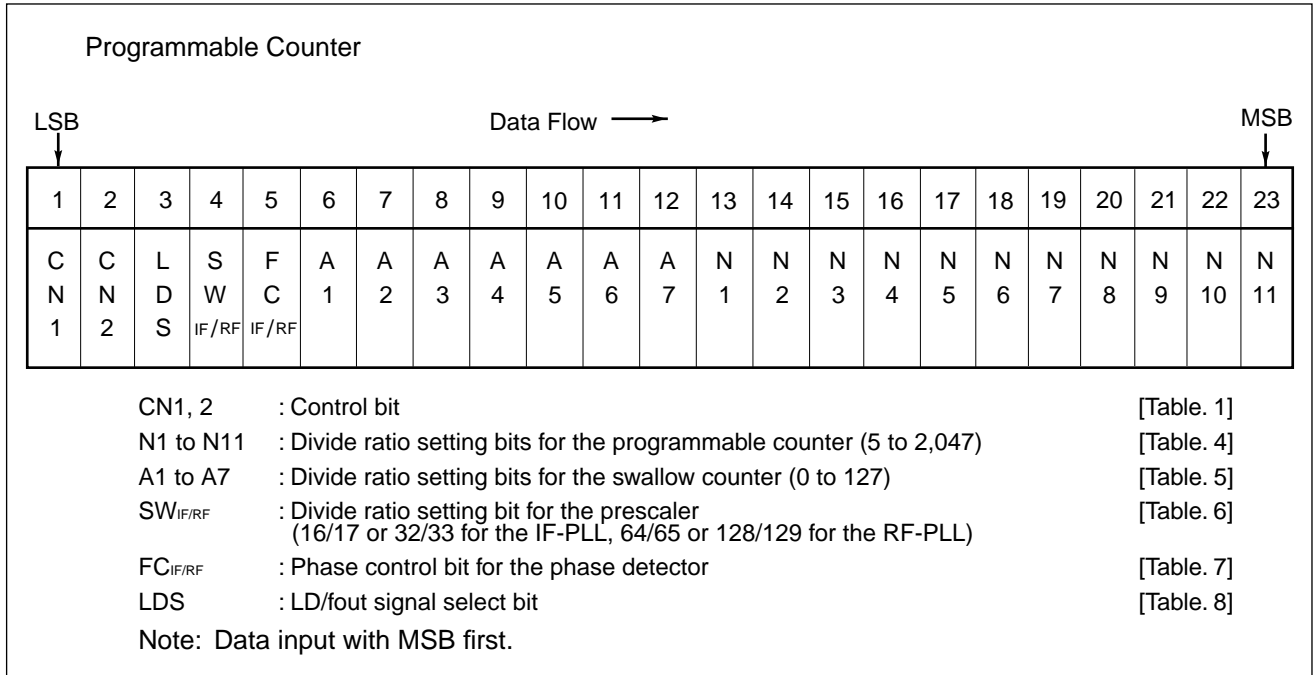 Programmable Counter
LSB Data Flow MSB
1 2 3 4 5 6 7 8 9 10 11 12 13 14 15 16 17 18 19 20 21 22 23
C C L S F A A A A A A A N N N N N N N N N N N
N N D W C 1 2 3 4 5 6 7 1 2 3 4 5 6 7 8 9 10 11
1 2 S IF/RF IF/RF
CN1, 2 : Control bit [Table. 1]
N1 to N11 : Divide ratio setting bits for the programmable counter (5 to 2,047) [Table. 4]
A1 to A7 : Divide ratio setting bits for the swallow counter (0 to 127) [Table. 5]
SWIF/RF : Divide ratio setting bit for the prescaler [Table. 6]
(16/17 or 32/33 for the IF-PLL, 64/65 or 128/129 for the RF-PLL)
FCIF/RF : Phase control bit for the phase detector [Table. 7]
LDS : LD/fout signal select bit [Table. 8]
Note: Data input with MSB first.